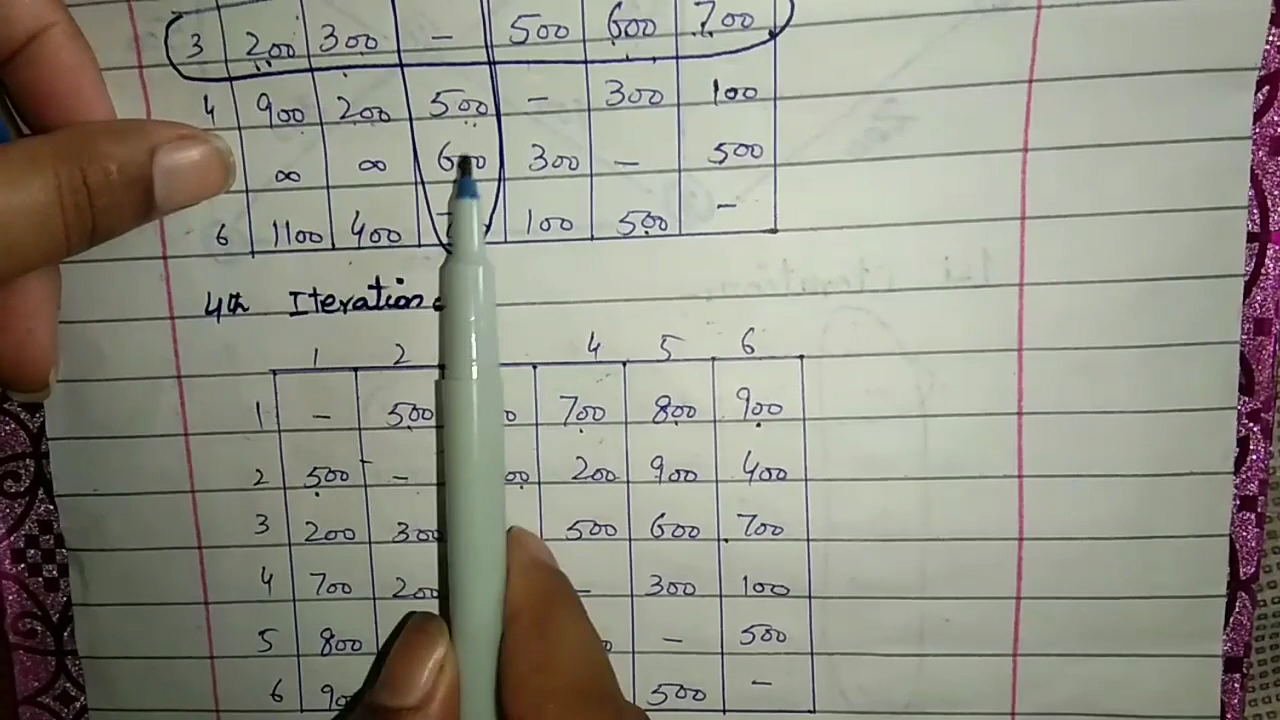 3 200 300 - 500 600 700
4 900 200 500 - 300 100
∞ ∞ 600 300 - 500
6 1100 400 100 500 -
4th Iteration
1 2 4 5 6
1 - 500 700 800 900
2 500 - 200 900 400
3 200 300 500 600 700
4 700 200 - 300 100
5 800 - 500
6 500 -